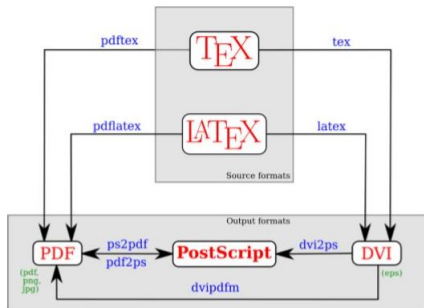 pdftex
TEX
tex
pdflatex
LATEX
latex
Source formats
Output formats
PDF
ps2pdf
pdf2ps
PostScript
dvi2ps
DVI
(pdf,
png,
jpg)
(eps)
dvipdfm